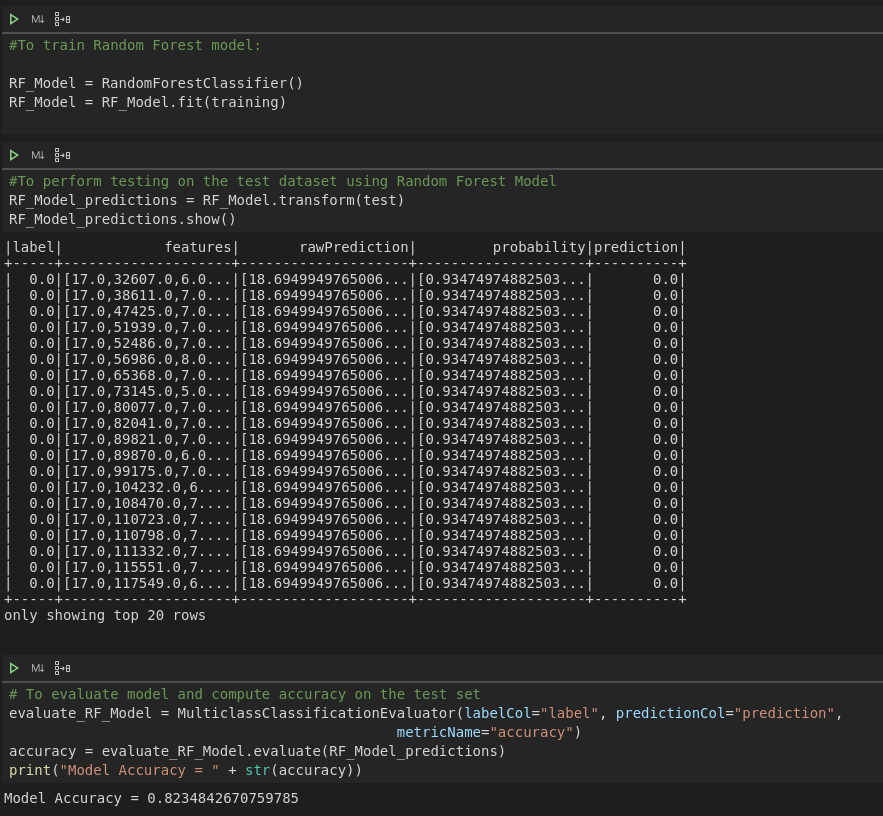 M↓
#To train Random Forest model:
RF_Model = RandomForestClassifier()
RF_Model = RF_Model.fit(training)
M↓
#To perform testing on the test dataset using Random Forest Model
RF_Model_predictions = RF_Model.transform(test)
RF_Model_predictions.show()
|label|            features|       rawPrediction|         probability|prediction|
+-----+--------------------+--------------------+--------------------+----------+
|  0.0|[17.0,32607.0,6.0...|[18.6949949765006...|[0.93474974882503...|       0.0|
|  0.0|[17.0,38611.0,7.0...|[18.6949949765006...|[0.93474974882503...|       0.0|
|  0.0|[17.0,47425.0,7.0...|[18.6949949765006...|[0.93474974882503...|       0.0|
|  0.0|[17.0,51939.0,7.0...|[18.6949949765006...|[0.93474974882503...|       0.0|
|  0.0|[17.0,52486.0,7.0...|[18.6949949765006...|[0.93474974882503...|       0.0|
|  0.0|[17.0,56986.0,8.0...|[18.6949949765006...|[0.93474974882503...|       0.0|
|  0.0|[17.0,65368.0,7.0...|[18.6949949765006...|[0.93474974882503...|       0.0|
|  0.0|[17.0,73145.0,5.0...|[18.6949949765006...|[0.93474974882503...|       0.0|
|  0.0|[17.0,80077.0,7.0...|[18.6949949765006...|[0.93474974882503...|       0.0|
|  0.0|[17.0,82041.0,7.0...|[18.6949949765006...|[0.93474974882503...|       0.0|
|  0.0|[17.0,89821.0,7.0...|[18.6949949765006...|[0.93474974882503...|       0.0|
|  0.0|[17.0,89870.0,6.0...|[18.6949949765006...|[0.93474974882503...|       0.0|
|  0.0|[17.0,99175.0,7.0...|[18.6949949765006...|[0.93474974882503...|       0.0|
|  0.0|[17.0,104232.0,6....|[18.6949949765006...|[0.93474974882503...|       0.0|
|  0.0|[17.0,108470.0,7....|[18.6949949765006...|[0.93474974882503...|       0.0|
|  0.0|[17.0,110723.0,7....|[18.6949949765006...|[0.93474974882503...|       0.0|
|  0.0|[17.0,110798.0,7....|[18.6949949765006...|[0.93474974882503...|       0.0|
|  0.0|[17.0,111332.0,7....|[18.6949949765006...|[0.93474974882503...|       0.0|
|  0.0|[17.0,115551.0,7....|[18.6949949765006...|[0.93474974882503...|       0.0|
|  0.0|[17.0,117549.0,6....|[18.6949949765006...|[0.93474974882503...|       0.0|
+-----+--------------------+--------------------+--------------------+----------+
only showing top 20 rows
M↓
# To evaluate model and compute accuracy on the test set
evaluate_RF_Model = MulticlassClassificationEvaluator(labelCol="label", predictionCol="prediction",
metricName="accuracy")
accuracy = evaluate_RF_Model.evaluate(RF_Model_predictions)
print("Model Accuracy = " + str(accuracy))
Model Accuracy = 0.8234842670759785